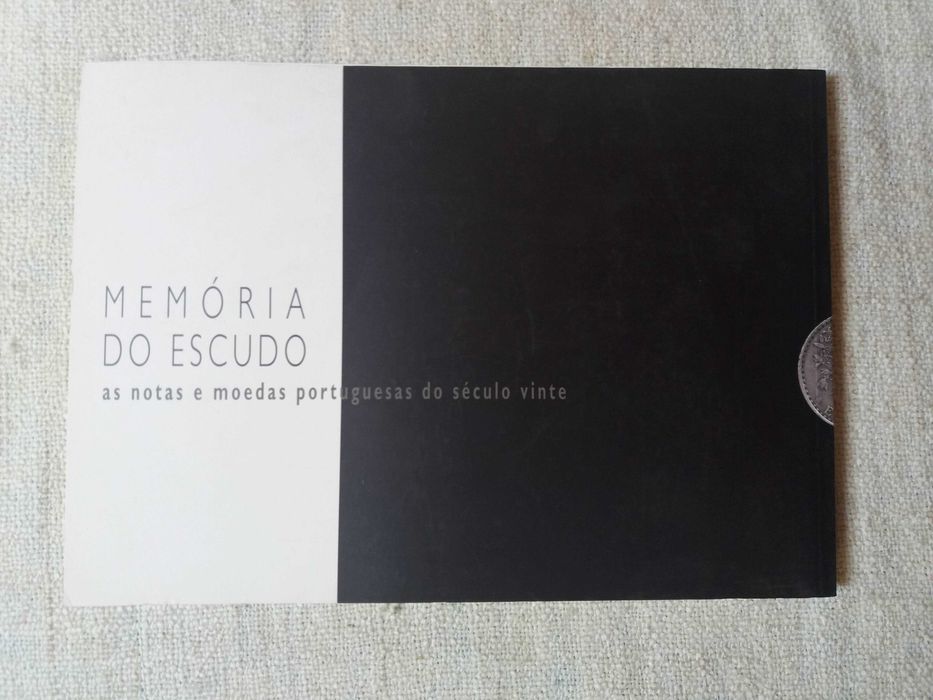 MEMÓRIA
DO ESCUDO
as notas e moedas portuguesas do século vinte